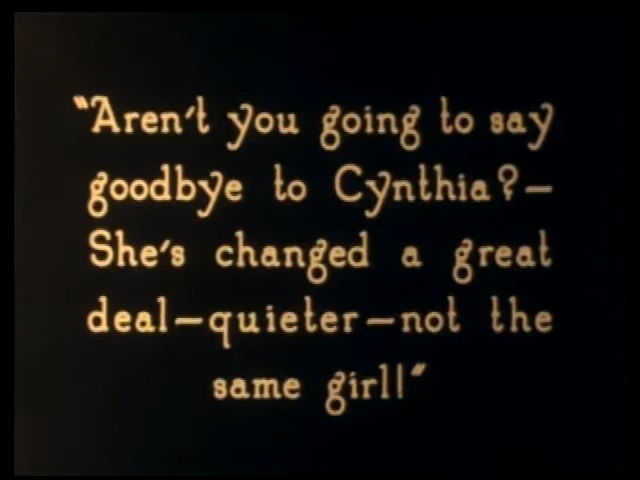 "Aren't you going to say
goodbye to Cynthia?—
She's changed a great
deal—quieter—not the
same girl!"